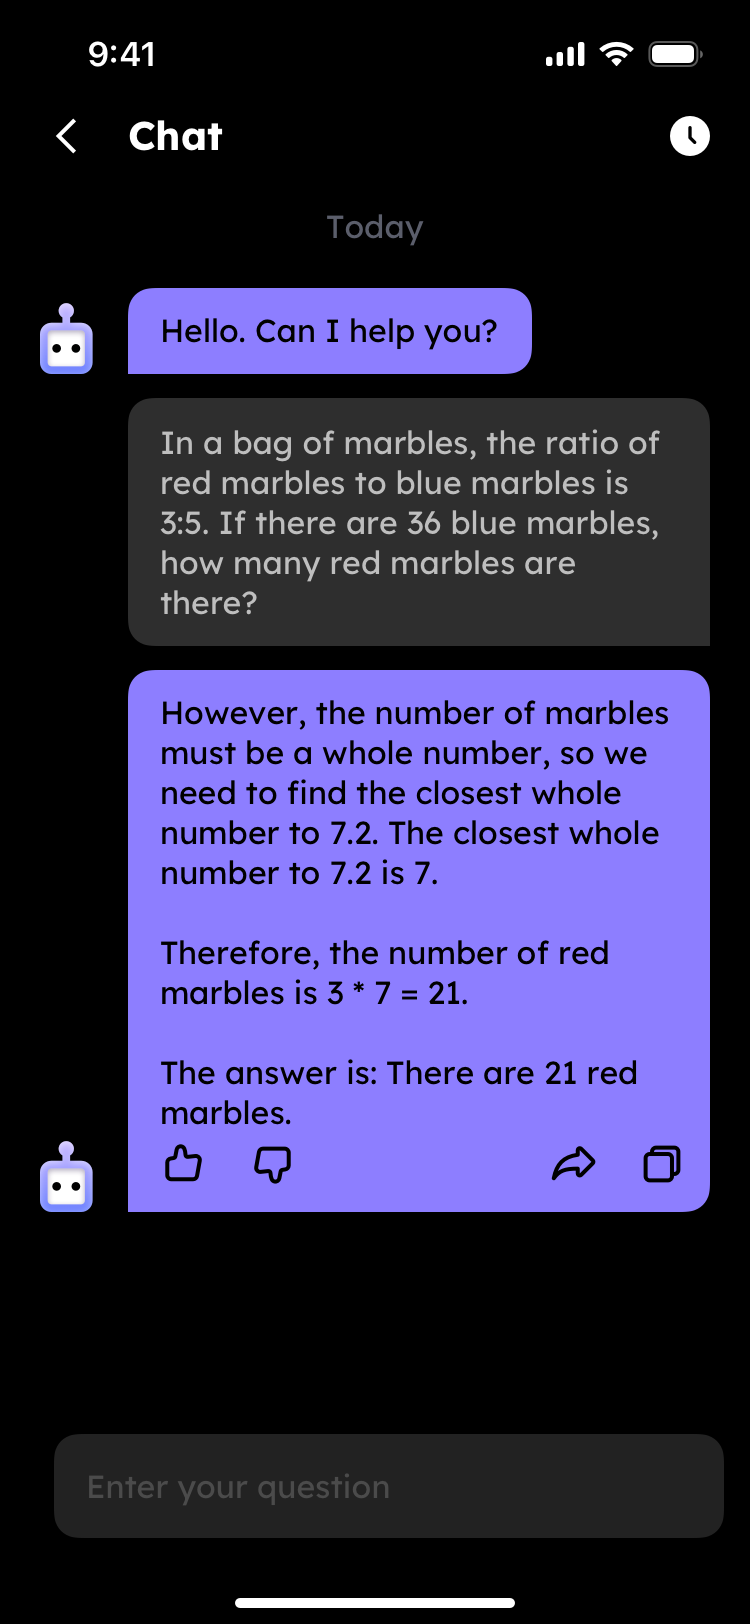 9:41
Chat
Today
Hello. Can I help you?
In a bag of marbles, the ratio of
red marbles to blue marbles is
3:5. If there are 36 blue marbles,
how many red marbles are
there?
However, the number of marbles
must be a whole number, so we
need to find the closest whole
number to 7.2. The closest whole
number to 7.2 is 7.
Therefore, the number of red
marbles is 3 * 7 = 21.
The answer is: There are 21 red
marbles.
Enter your question